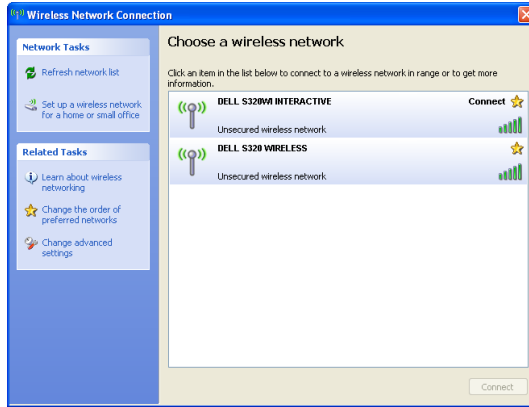 Wireless Network Connection
Network Tasks
Refresh network list
Set up a wireless network
for a home or small office
Related Tasks
Learn about wireless
networking
Change the order of
preferred networks
Change advanced
settings
Choose a wireless network
Click an item in the list below to connect to a wireless network in range or to get more
information.
DELL S320WI INTERACTIVE
Connect
Unsecured wireless network
DELL S320 WIRELESS
Unsecured wireless network
Connect